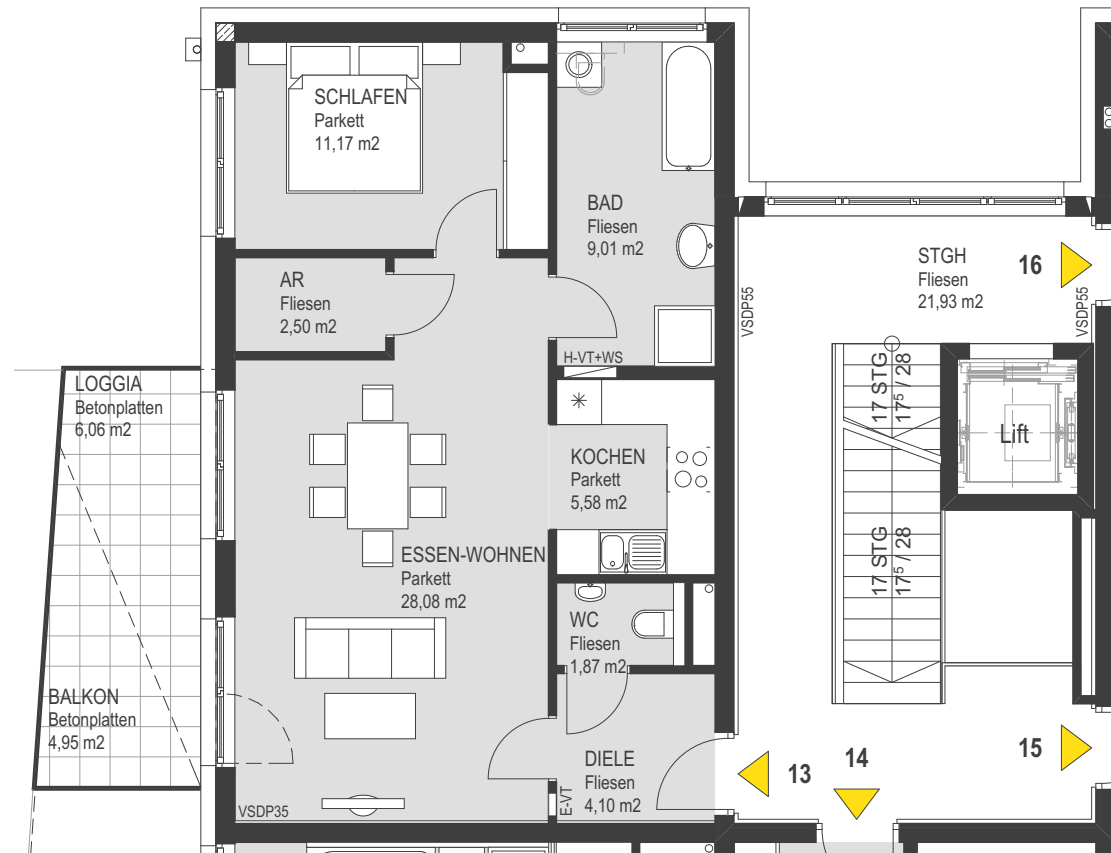 SCHLAFEN
Parkett
11,17 m2
BAD
Fliesen
9,01 m2
AR
Fliesen
2,50 m2
H-VT+WS
STGH
Fliesen
21,93 m2
16
VSDP55
VSDP55
LOGGIA
Betonplatten
6,06 m2
KOCHEN
Parkett
5,58 m2
17 STG
17⁵ / 28
Lift
ESSEN-WOHNEN
Parkett
28,08 m2
17 STG
17⁵ / 28
WC
Fliesen
1,87 m2
BALKON
Betonplatten
4,95 m2
DIELE
Fliesen
4,10 m2
E-VT
VSDP35
13
14
15